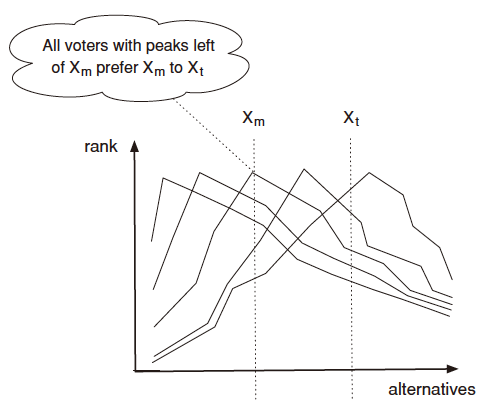 All voters with peaks left
of Xm prefer Xm to Xt
Xm
Xt
rank
alternatives